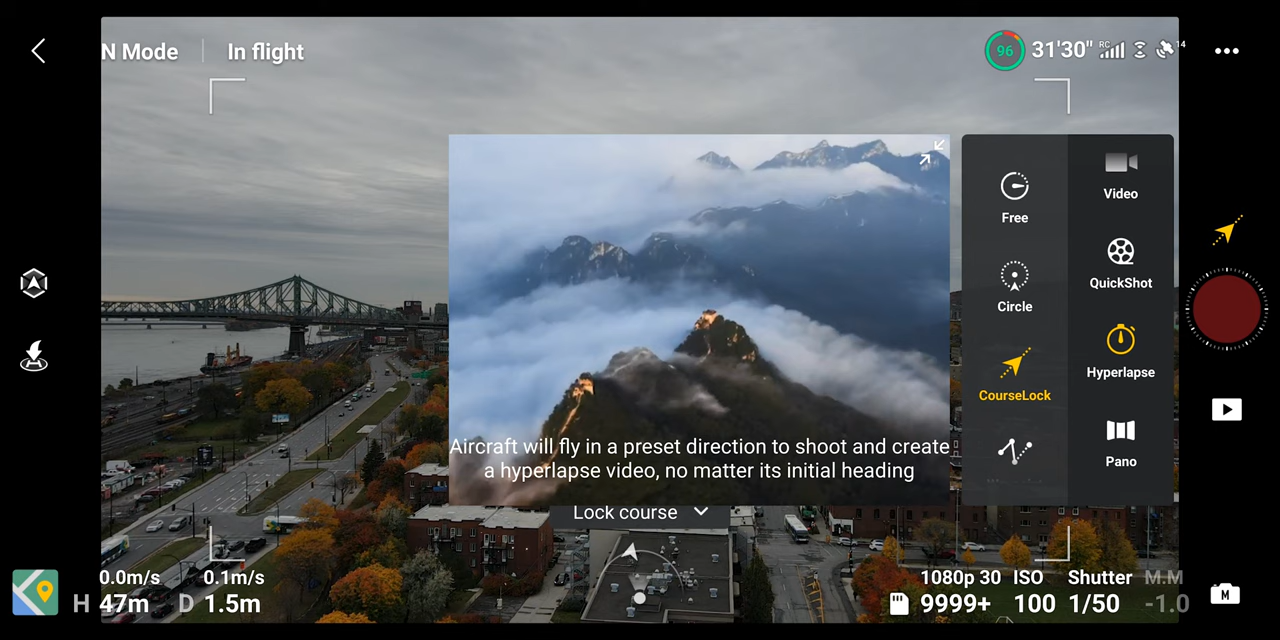 N Mode
In flight
96
31'30"
RC
14
Free
Video
Circle
QuickShot
CourseLock
Hyperlapse
Pano
Aircraft will fly in a preset direction to shoot and create
a hyperlapse video, no matter its initial heading
Lock course
0.0m/s 0.1m/s
H 47m D 1.5m
1080p 30 ISO Shutter M.M
9999+ 100 1/50 -1.0
M